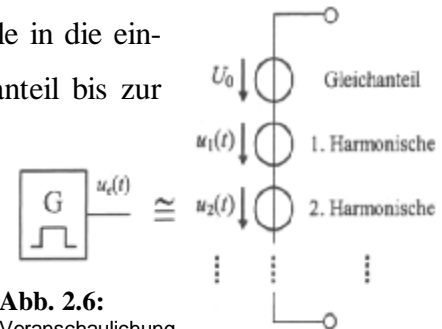 le in die ein-
anteil bis zur
U₀ Gleichanteil
u₁(t) 1. Harmonische
G uₑ(t) ≅ u₂(t) 2. Harmonische
Abb. 2.6:
Veranschaulichung